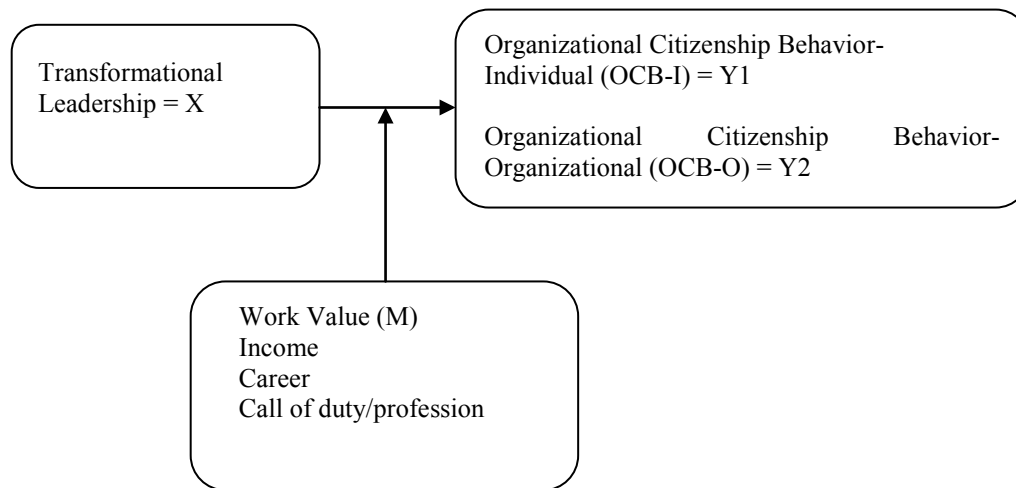 Transformational
Leadership = X
Organizational Citizenship Behavior-
Individual (OCB-I) = Y1
Organizational Citizenship Behavior-
Organizational (OCB-O) = Y2
Work Value (M)
Income
Career
Call of duty/profession